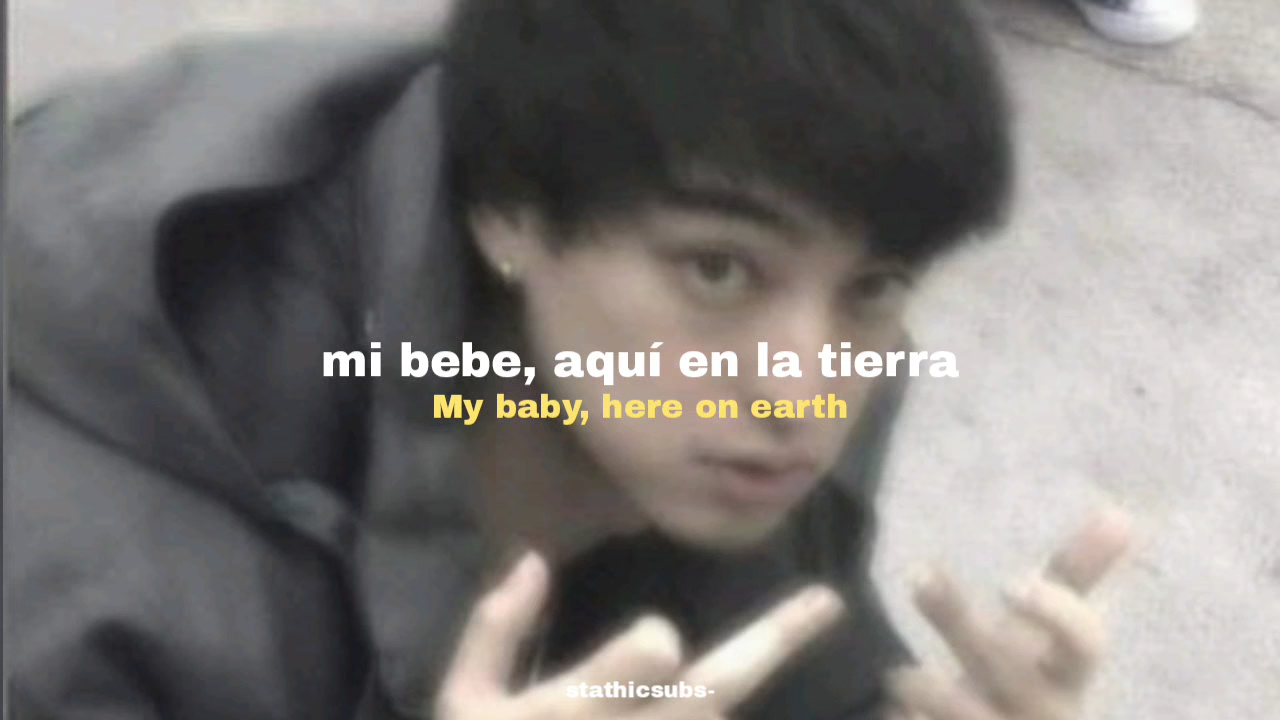 mi bebe, aquí en la tierra
My baby, here on earth
stathicsubs-